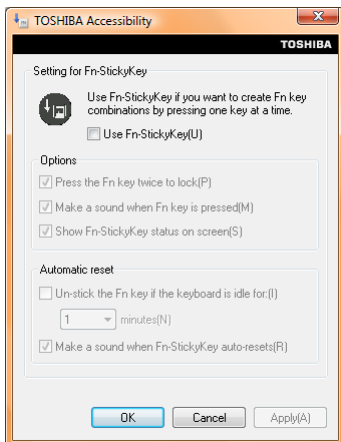 TOSHIBA Accessibility
TOSHIBA
Setting for Fn-StickyKey
Use Fn-StickyKey if you want to create Fn key
combinations by pressing one key at a time.
Use Fn-StickyKey(U)
Options
Press the Fn key twice to lock(P)
Make a sound when Fn key is pressed(M)
Show Fn-StickyKey status on screen(S)
Automatic reset
Un-stick the Fn key if the keyboard is idle for:(I)
1 minutes(N)
Make a sound when Fn-StickyKey auto-resets(R)
OK Cancel Apply(A)